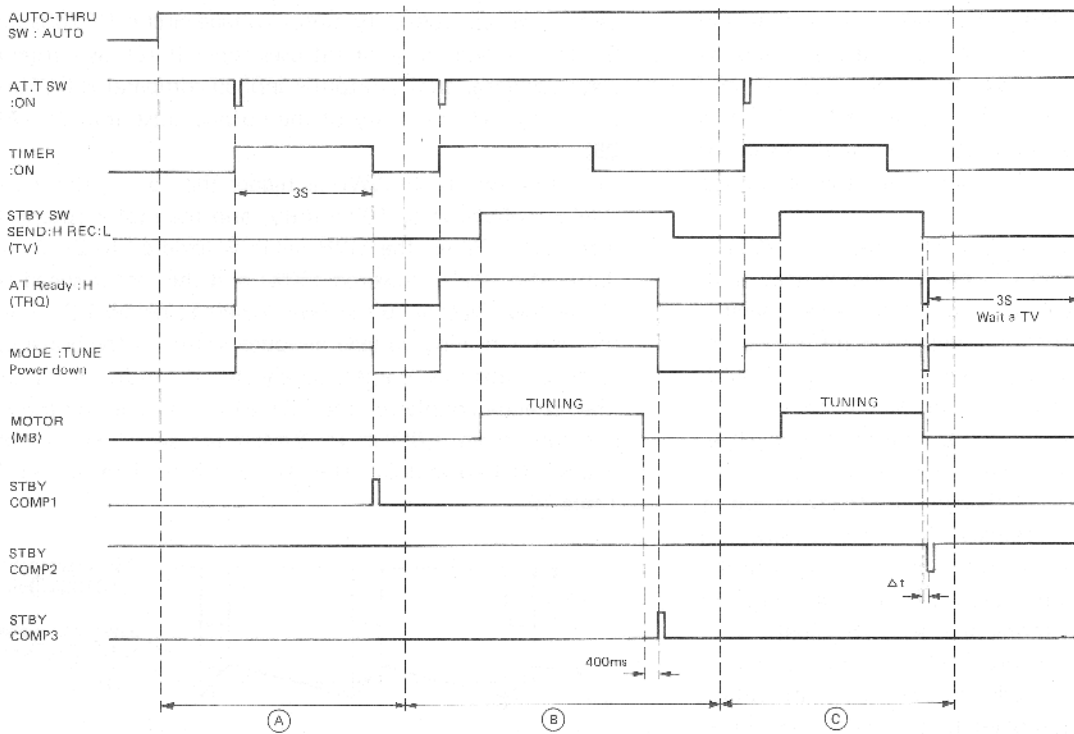 AUTO-THRU
SW : AUTO
AT.T SW
:ON
TIMER
:ON
3S
STBY SW
SEND:H REC:L
(TV)
AT Ready :H
(TRQ)
3S
Wait a TV
MODE :TUNE
Power down
TUNING
TUNING
MOTOR
(MB)
STBY
COMP1
STBY
COMP2
Δt
STBY
COMP3
400ms
A
B
C